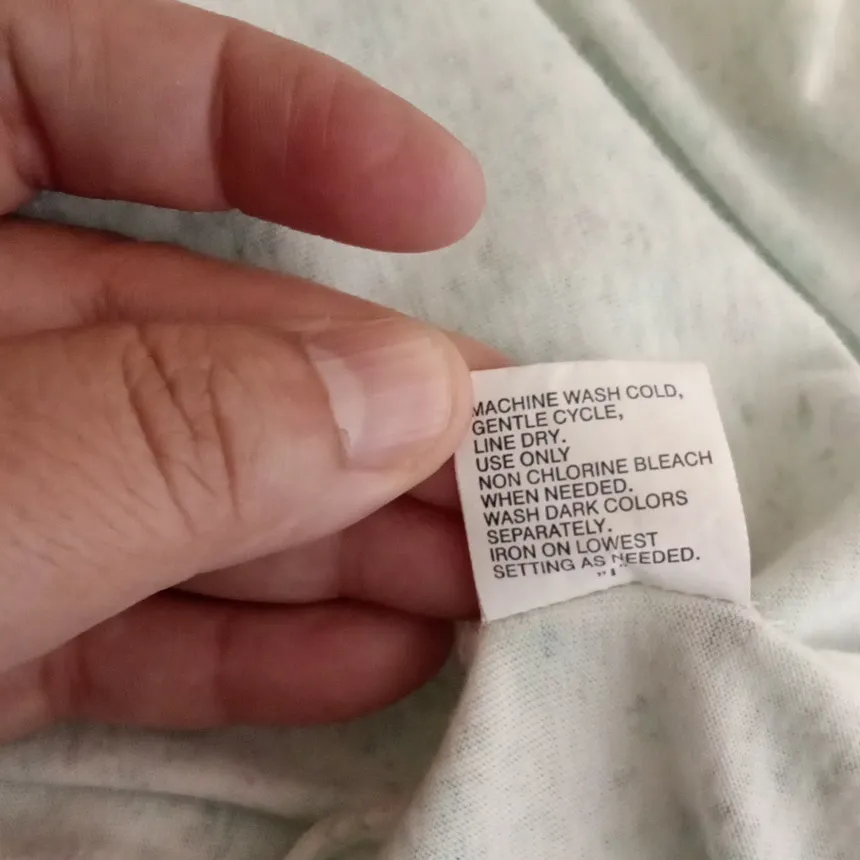 MACHINE WASH COLD,
GENTLE CYCLE,
LINE DRY.
USE ONLY
NON CHLORINE BLEACH
WHEN NEEDED.
WASH DARK COLORS
SEPARATELY.
IRON ON LOWEST
SETTING AS NEEDED.